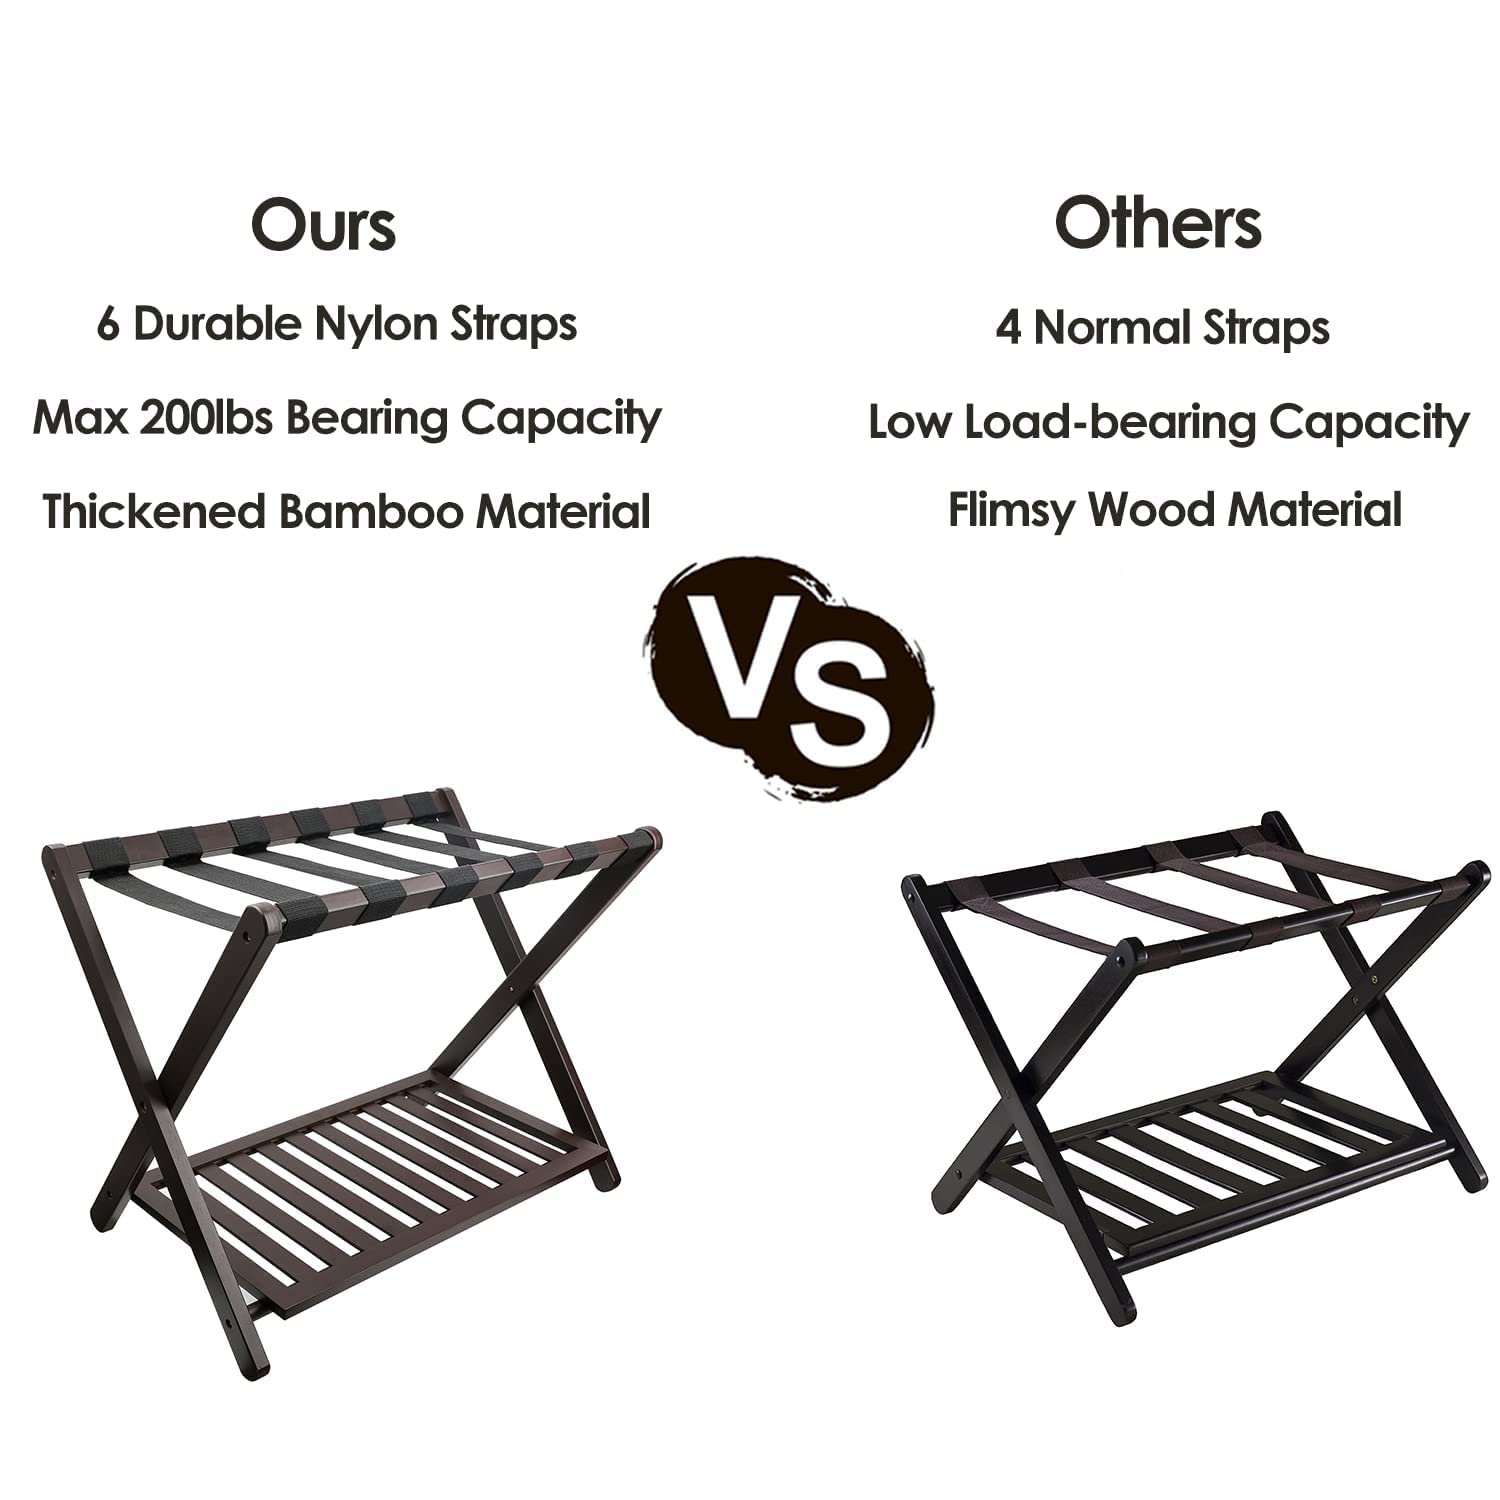 Ours
6 Durable Nylon Straps
Max 200lbs Bearing Capacity
Thickened Bamboo Material
Others
4 Normal Straps
Low Load-bearing Capacity
Flimsy Wood Material
VS